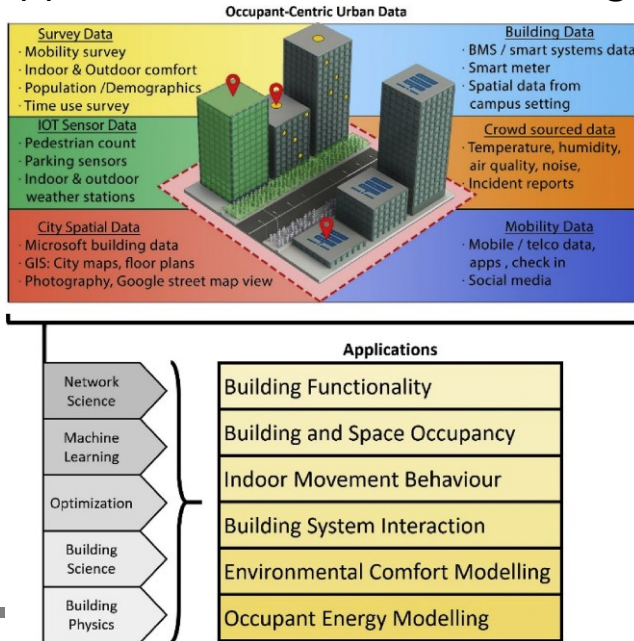 Occupant-Centric Urban Data
Survey Data
· Mobility survey
· Indoor & Outdoor comfort
· Population /Demographics
· Time use survey
Building Data
· BMS / smart systems data
· Smart meter
· Spatial data from
campus setting
IOT Sensor Data
· Pedestrian count
· Parking sensors
· Indoor & outdoor
weather stations
Crowd sourced data
· Temperature, humidity,
air quality, noise,
Incident reports
City Spatial Data
· Microsoft building data
· GIS: City maps, floor plans
· Photography, Google street map view
Mobility Data
· Mobile / telco data,
apps , check in
· Social media
Applications
Network
Science
Machine
Learning
Optimization
Building
Science
Building
Physics
Building Functionality
Building and Space Occupancy
Indoor Movement Behaviour
Building System Interaction
Environmental Comfort Modelling
Occupant Energy Modelling